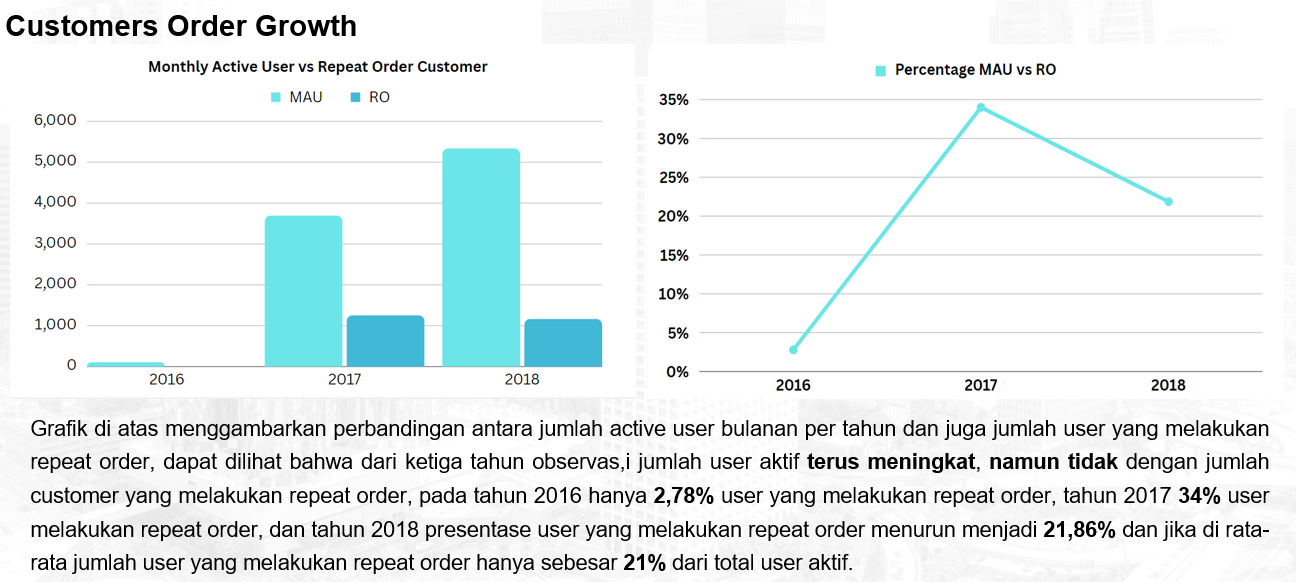 Customers Order Growth
Monthly Active User vs Repeat Order Customer
MAU RO
6,000
5,000
4,000
3,000
2,000
1,000
0
2016 2017 2018
Percentage MAU vs RO
35%
30%
25%
20%
15%
10%
5%
0%
2016 2017 2018
Grafik di atas menggambarkan perbandingan antara jumlah active user bulanan per tahun dan juga jumlah user yang melakukan
repeat order, dapat dilihat bahwa dari ketiga tahun observas,i jumlah user aktif terus meningkat, namun tidak dengan jumlah
customer yang melakukan repeat order, pada tahun 2016 hanya 2,78% user yang melakukan repeat order, tahun 2017 34% user
melakukan repeat order, dan tahun 2018 presentase user yang melakukan repeat order menurun menjadi 21,86% dan jika di rata-
rata jumlah user yang melakukan repeat order hanya sebesar 21% dari total user aktif.